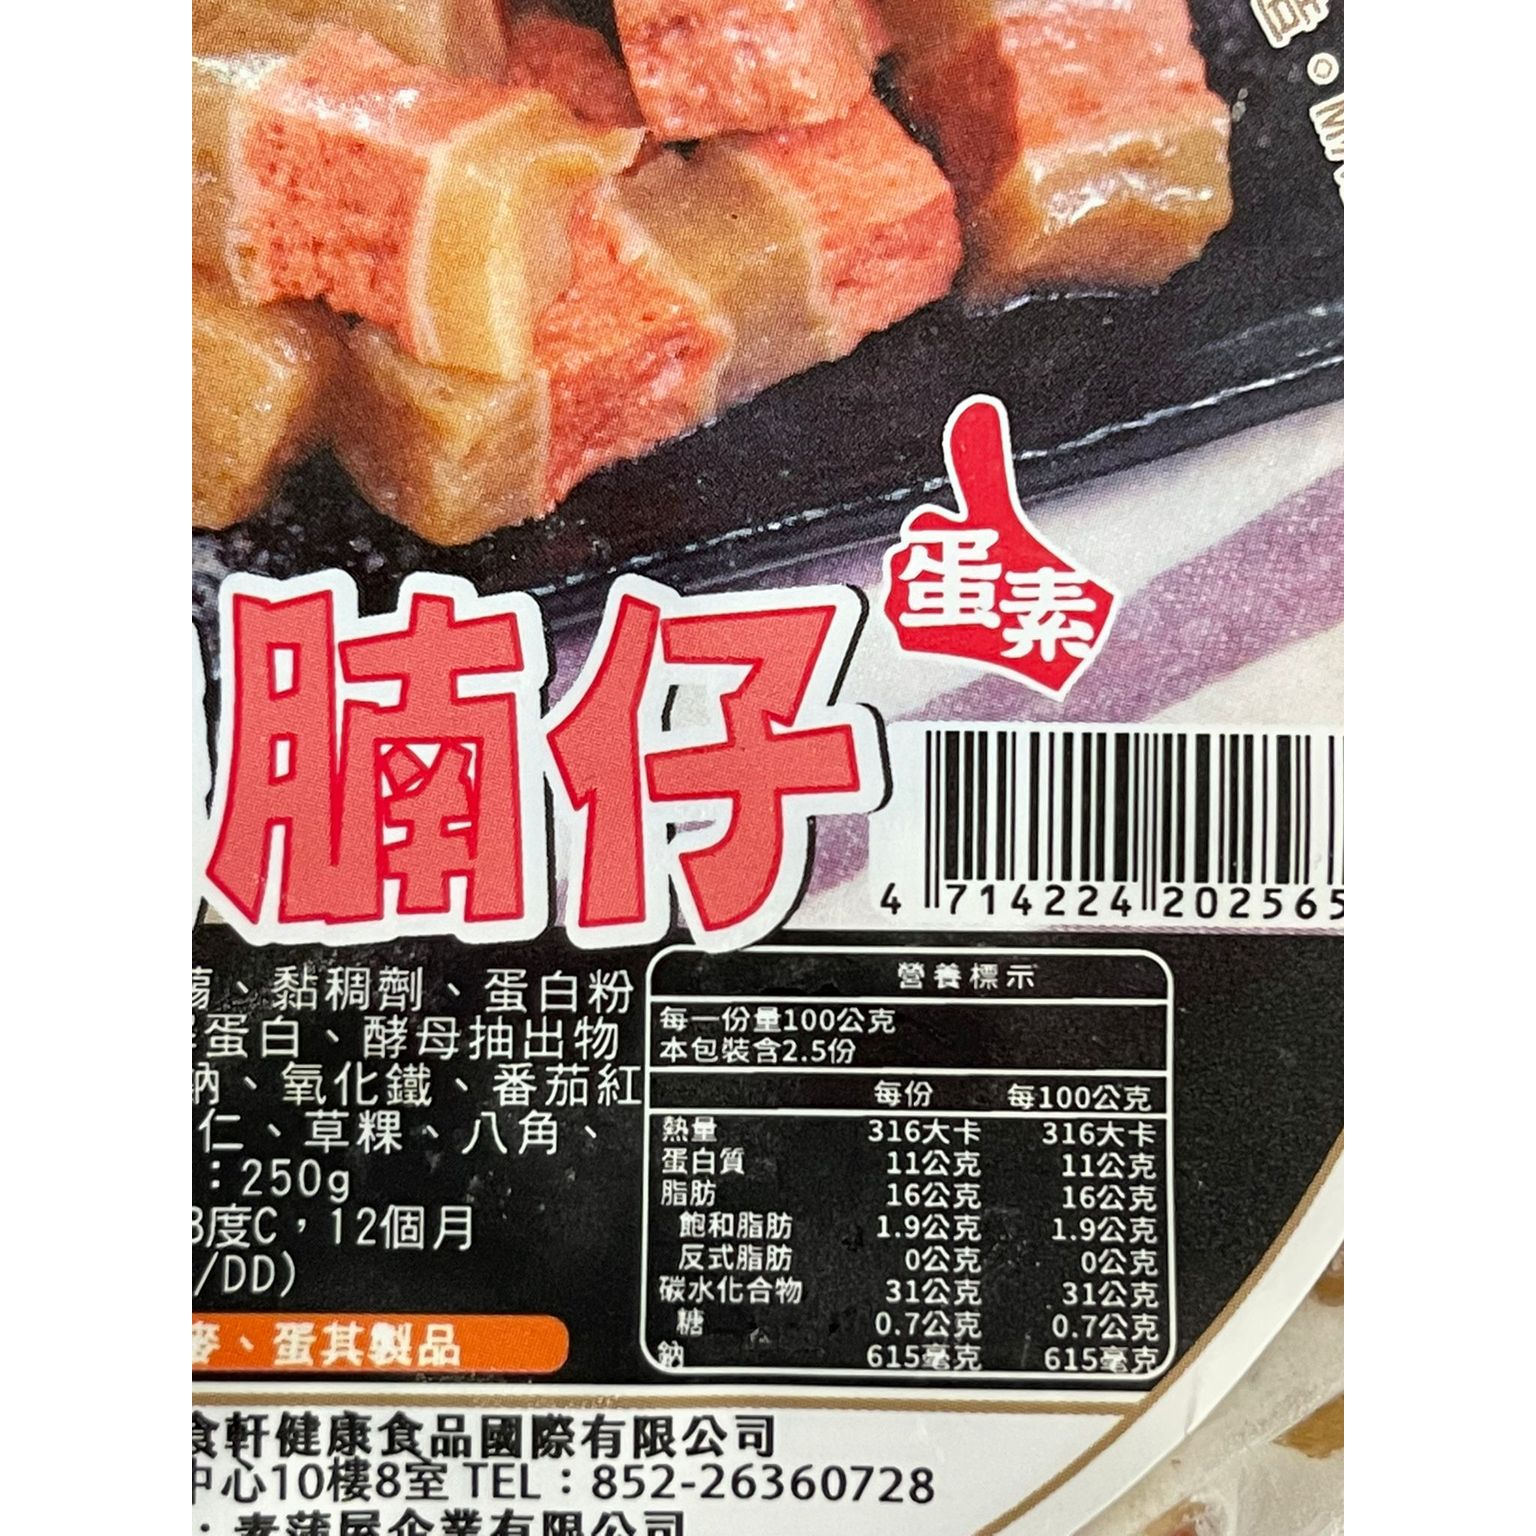 蛋素
腩仔
4 714224 202565
、黏稠劑、蛋白粉
蛋白、酵母抽出物
鈉、氧化鐵、番茄紅
仁、草粿、八角、
：250g
度C，12個月
/DD)
麥、蛋其製品
營養標示
每一份量100公克
本包裝含2.5份
每份 每100公克
熱量 316大卡 316大卡
蛋白質 11公克 11公克
脂肪 16公克 16公克
飽和脂肪 1.9公克 1.9公克
反式脂肪 0公克 0公克
碳水化合物 31公克 31公克
糖 0.7公克 0.7公克
鈉 615毫克 615毫克
食軒健康食品國際有限公司
中心10樓8室 TEL：852-26360728
：素蒲屋企業有限公司